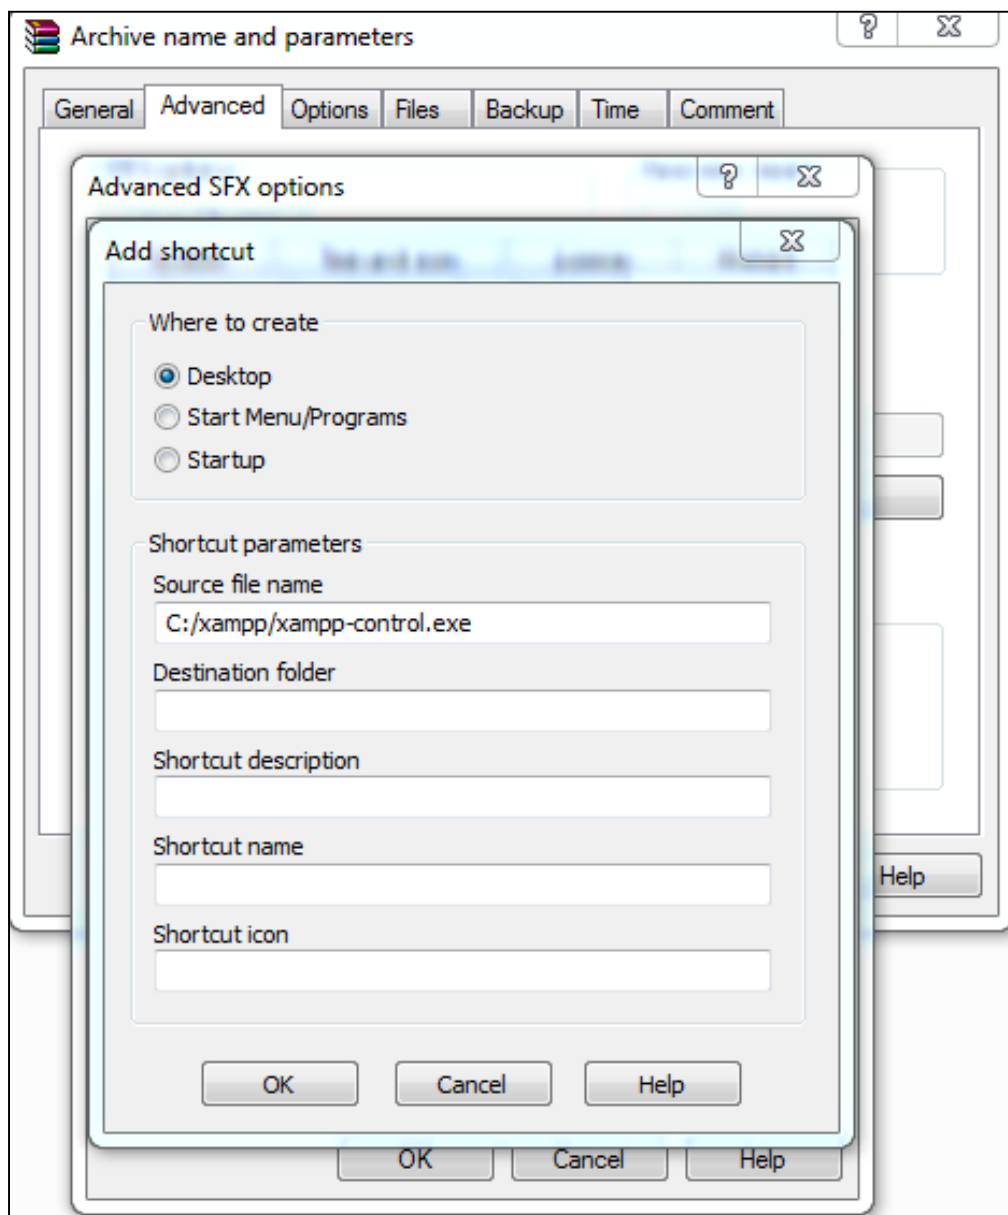 Archive name and parameters
General Advanced Options Files Backup Time Comment
Advanced SFX options
Add shortcut
Where to create
Desktop
Start Menu/Programs
Startup
Shortcut parameters
Source file name
C:/xampp/xampp-control.exe
Destination folder
Shortcut description
Shortcut name
Help
Shortcut icon
OK Cancel Help
OK Cancel Help